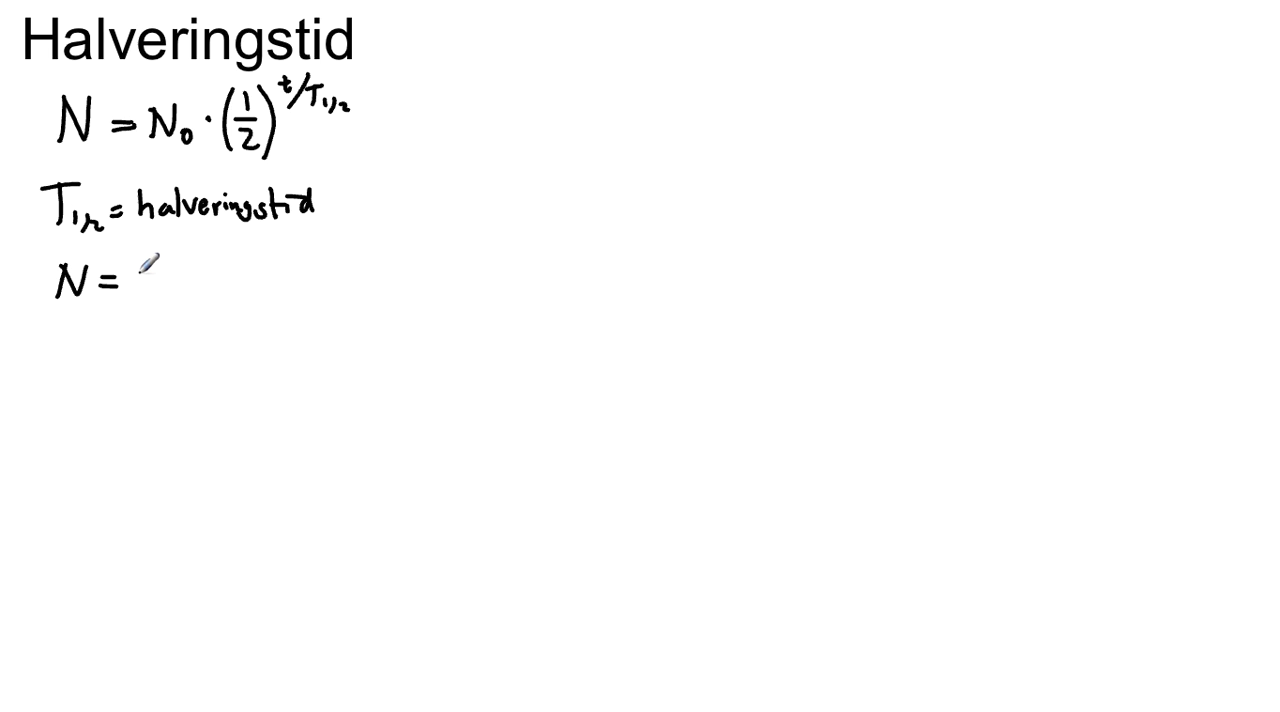 Halveringstid
N = N₀ · (1/2)^(t/T₁/₂)
T₁/₂ = halveringstid
N =